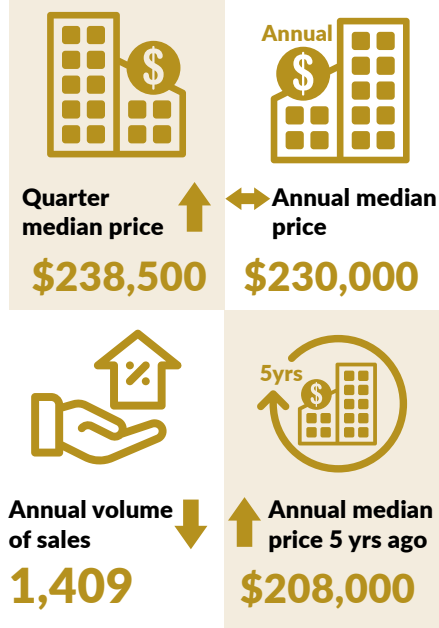 $
Quarter
median price
$238,500
Annual
$
Annual median
price
$230,000
%
Annual volume
of sales
1,409
5yrs
$
Annual median
price 5 yrs ago
$208,000